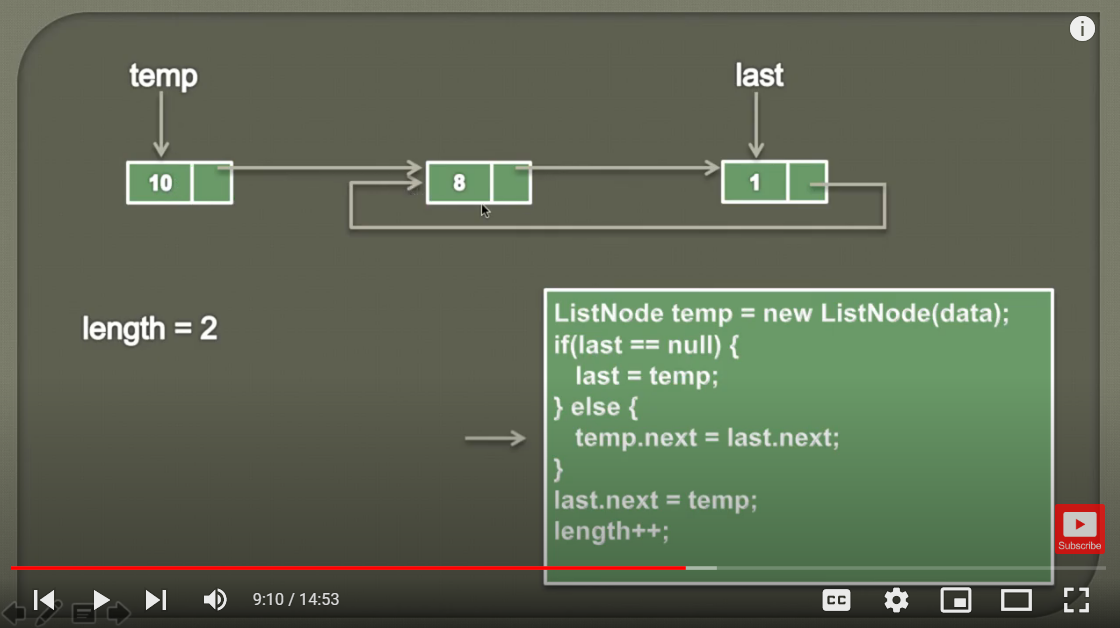 temp
last
10
8
1
length = 2
ListNode temp = new ListNode(data);
if(last == null) {
last = temp;
} else {
temp.next = last.next;
}
last.next = temp;
length++;
Subscribe
9:10 / 14:53
CC